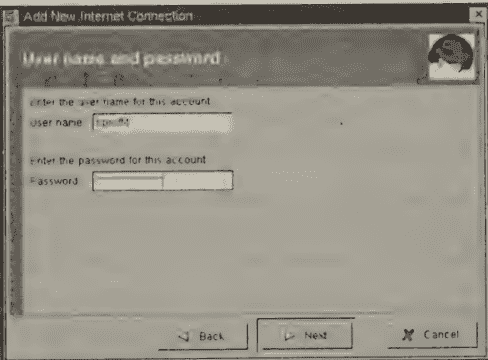 Add New Internet Connection
User name and password
Enter the user name for this account
User name:
Enter the password for this account
Password:
Back
Next
Cancel